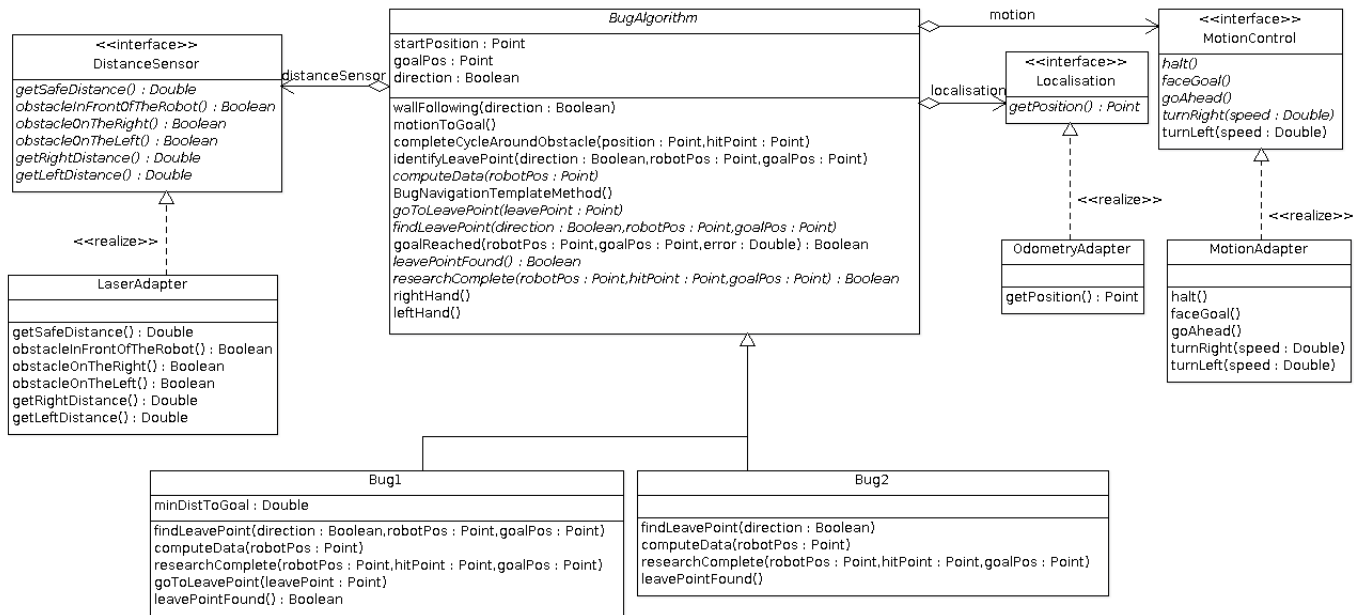 <<interface>>
DistanceSensor
getSafeDistance() : Double
obstacleInFrontOfTheRobot() : Boolean
obstacleOnTheRight() : Boolean
obstacleOnTheLeft() : Boolean
getRightDistance() : Double
getLeftDistance() : Double
<<realize>>
LaserAdapter
getSafeDistance() : Double
obstacleInFrontOfTheRobot() : Boolean
obstacleOnTheRight() : Boolean
obstacleOnTheLeft() : Boolean
getRightDistance() : Double
getLeftDistance() : Double
distanceSensor
BugAlgorithm
startPosition : Point
goalPos : Point
direction : Boolean
wallFollowing(direction : Boolean)
motionToGoal()
completeCycleAroundObstacle(position : Point,hitPoint : Point)
identifyLeavePoint(direction : Boolean,robotPos : Point,goalPos : Point)
computeData(robotPos : Point)
BugNavigationTemplateMethod()
goToLeavePoint(leavePoint : Point)
findLeavePoint(direction : Boolean,robotPos : Point,goalPos : Point)
goalReached(robotPos : Point,goalPos : Point,error : Double) : Boolean
leavePointFound() : Boolean
researchComplete(robotPos : Point,hitPoint : Point,goalPos : Point) : Boolean
rightHand()
leftHand()
motion
localisation
<<interface>>
Localisation
getPosition() : Point
<<realize>>
OdometryAdapter
getPosition() : Point
<<interface>>
MotionControl
halt()
faceGoal()
goAhead()
turnRight(speed : Double)
turnLeft(speed : Double)
<<realize>>
MotionAdapter
halt()
faceGoal()
goAhead()
turnRight(speed : Double)
turnLeft(speed : Double)
Bug1
minDistToGoal : Double
findLeavePoint(direction : Boolean,robotPos : Point,goalPos : Point)
computeData(robotPos : Point)
researchComplete(robotPos : Point,hitPoint : Point,goalPos : Point)
goToLeavePoint(leavePoint : Point)
leavePointFound() : Boolean
Bug2
findLeavePoint(direction : Boolean)
computeData(robotPos : Point)
researchComplete(robotPos : Point,hitPoint : Point,goalPos : Point)
leavePointFound()